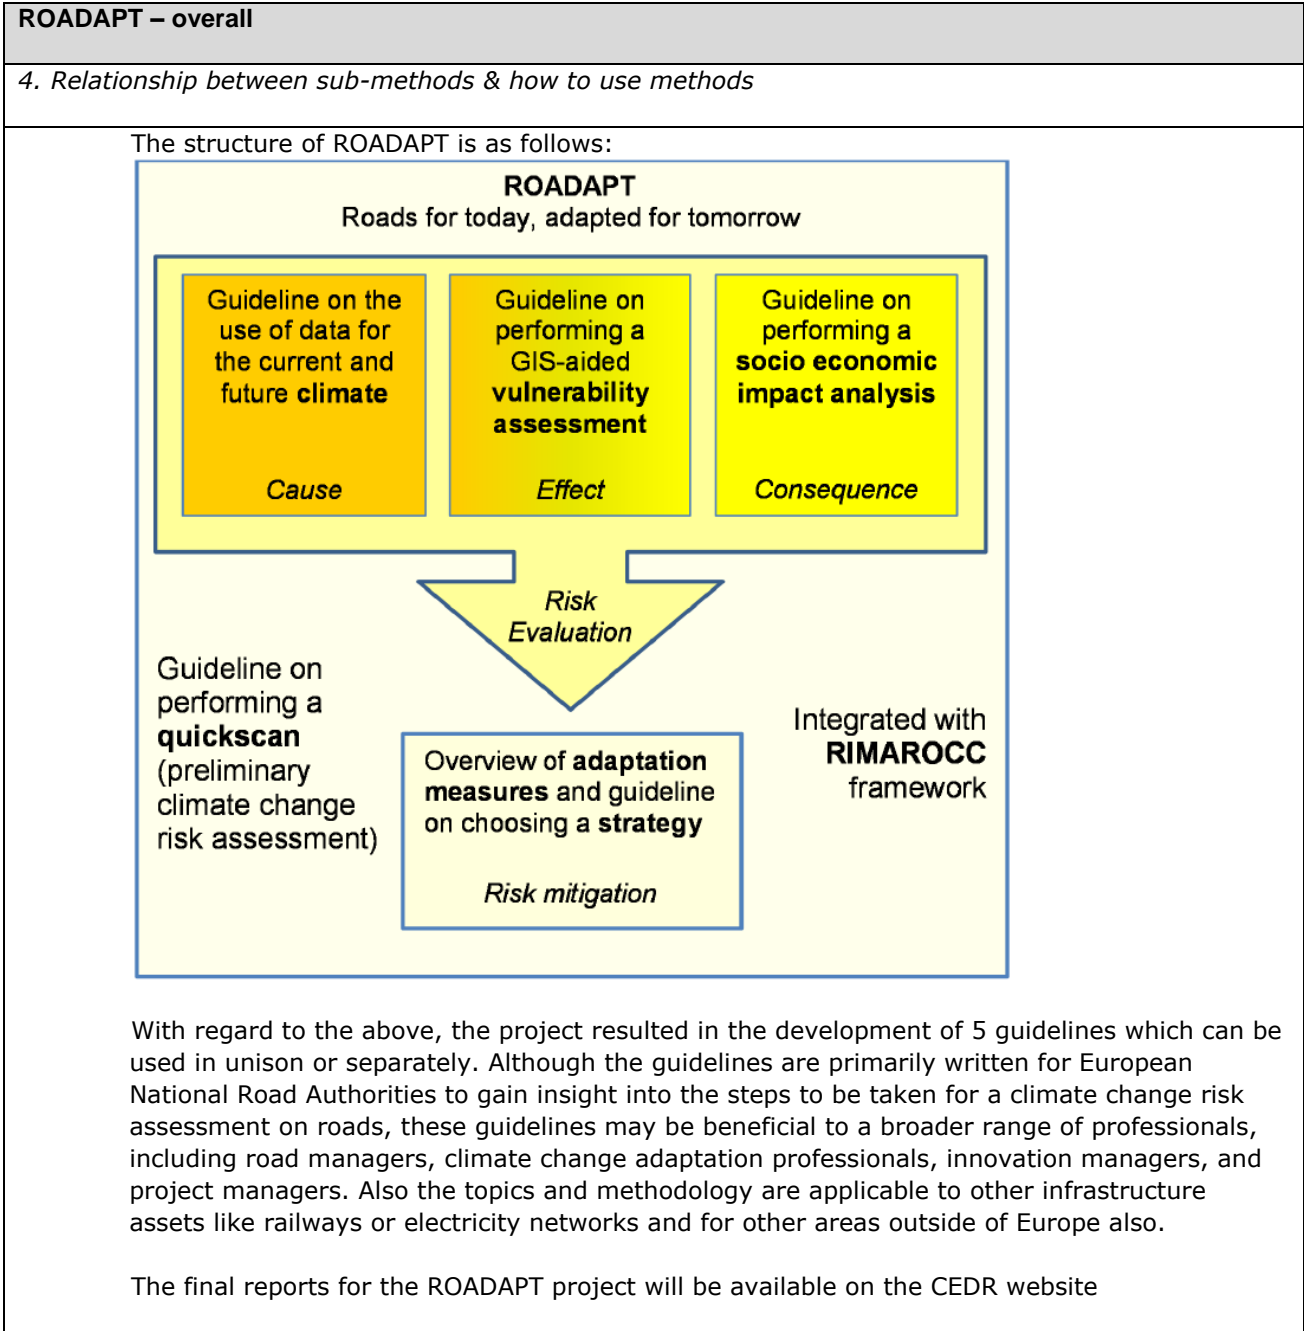 ROADAPT – overall
4. Relationship between sub-methods & how to use methods
The structure of ROADAPT is as follows:
ROADAPT
Roads for today, adapted for tomorrow
Guideline on the
use of data for
the current and
future climate
Cause
Guideline on
performing a
GIS-aided
vulnerability
assessment
Effect
Guideline on
performing a
socio economic
impact analysis
Consequence
Risk
Evaluation
Guideline on
performing a
quickscan
(preliminary
climate change
risk assessment)
Overview of adaptation
measures and guideline
on choosing a strategy
Risk mitigation
Integrated with
RIMAROCC
framework
With regard to the above, the project resulted in the development of 5 guidelines which can be
used in unison or separately. Although the guidelines are primarily written for European
National Road Authorities to gain insight into the steps to be taken for a climate change risk
assessment on roads, these guidelines may be beneficial to a broader range of professionals,
including road managers, climate change adaptation professionals, innovation managers, and
project managers. Also the topics and methodology are applicable to other infrastructure
assets like railways or electricity networks and for other areas outside of Europe also.
The final reports for the ROADAPT project will be available on the CEDR website